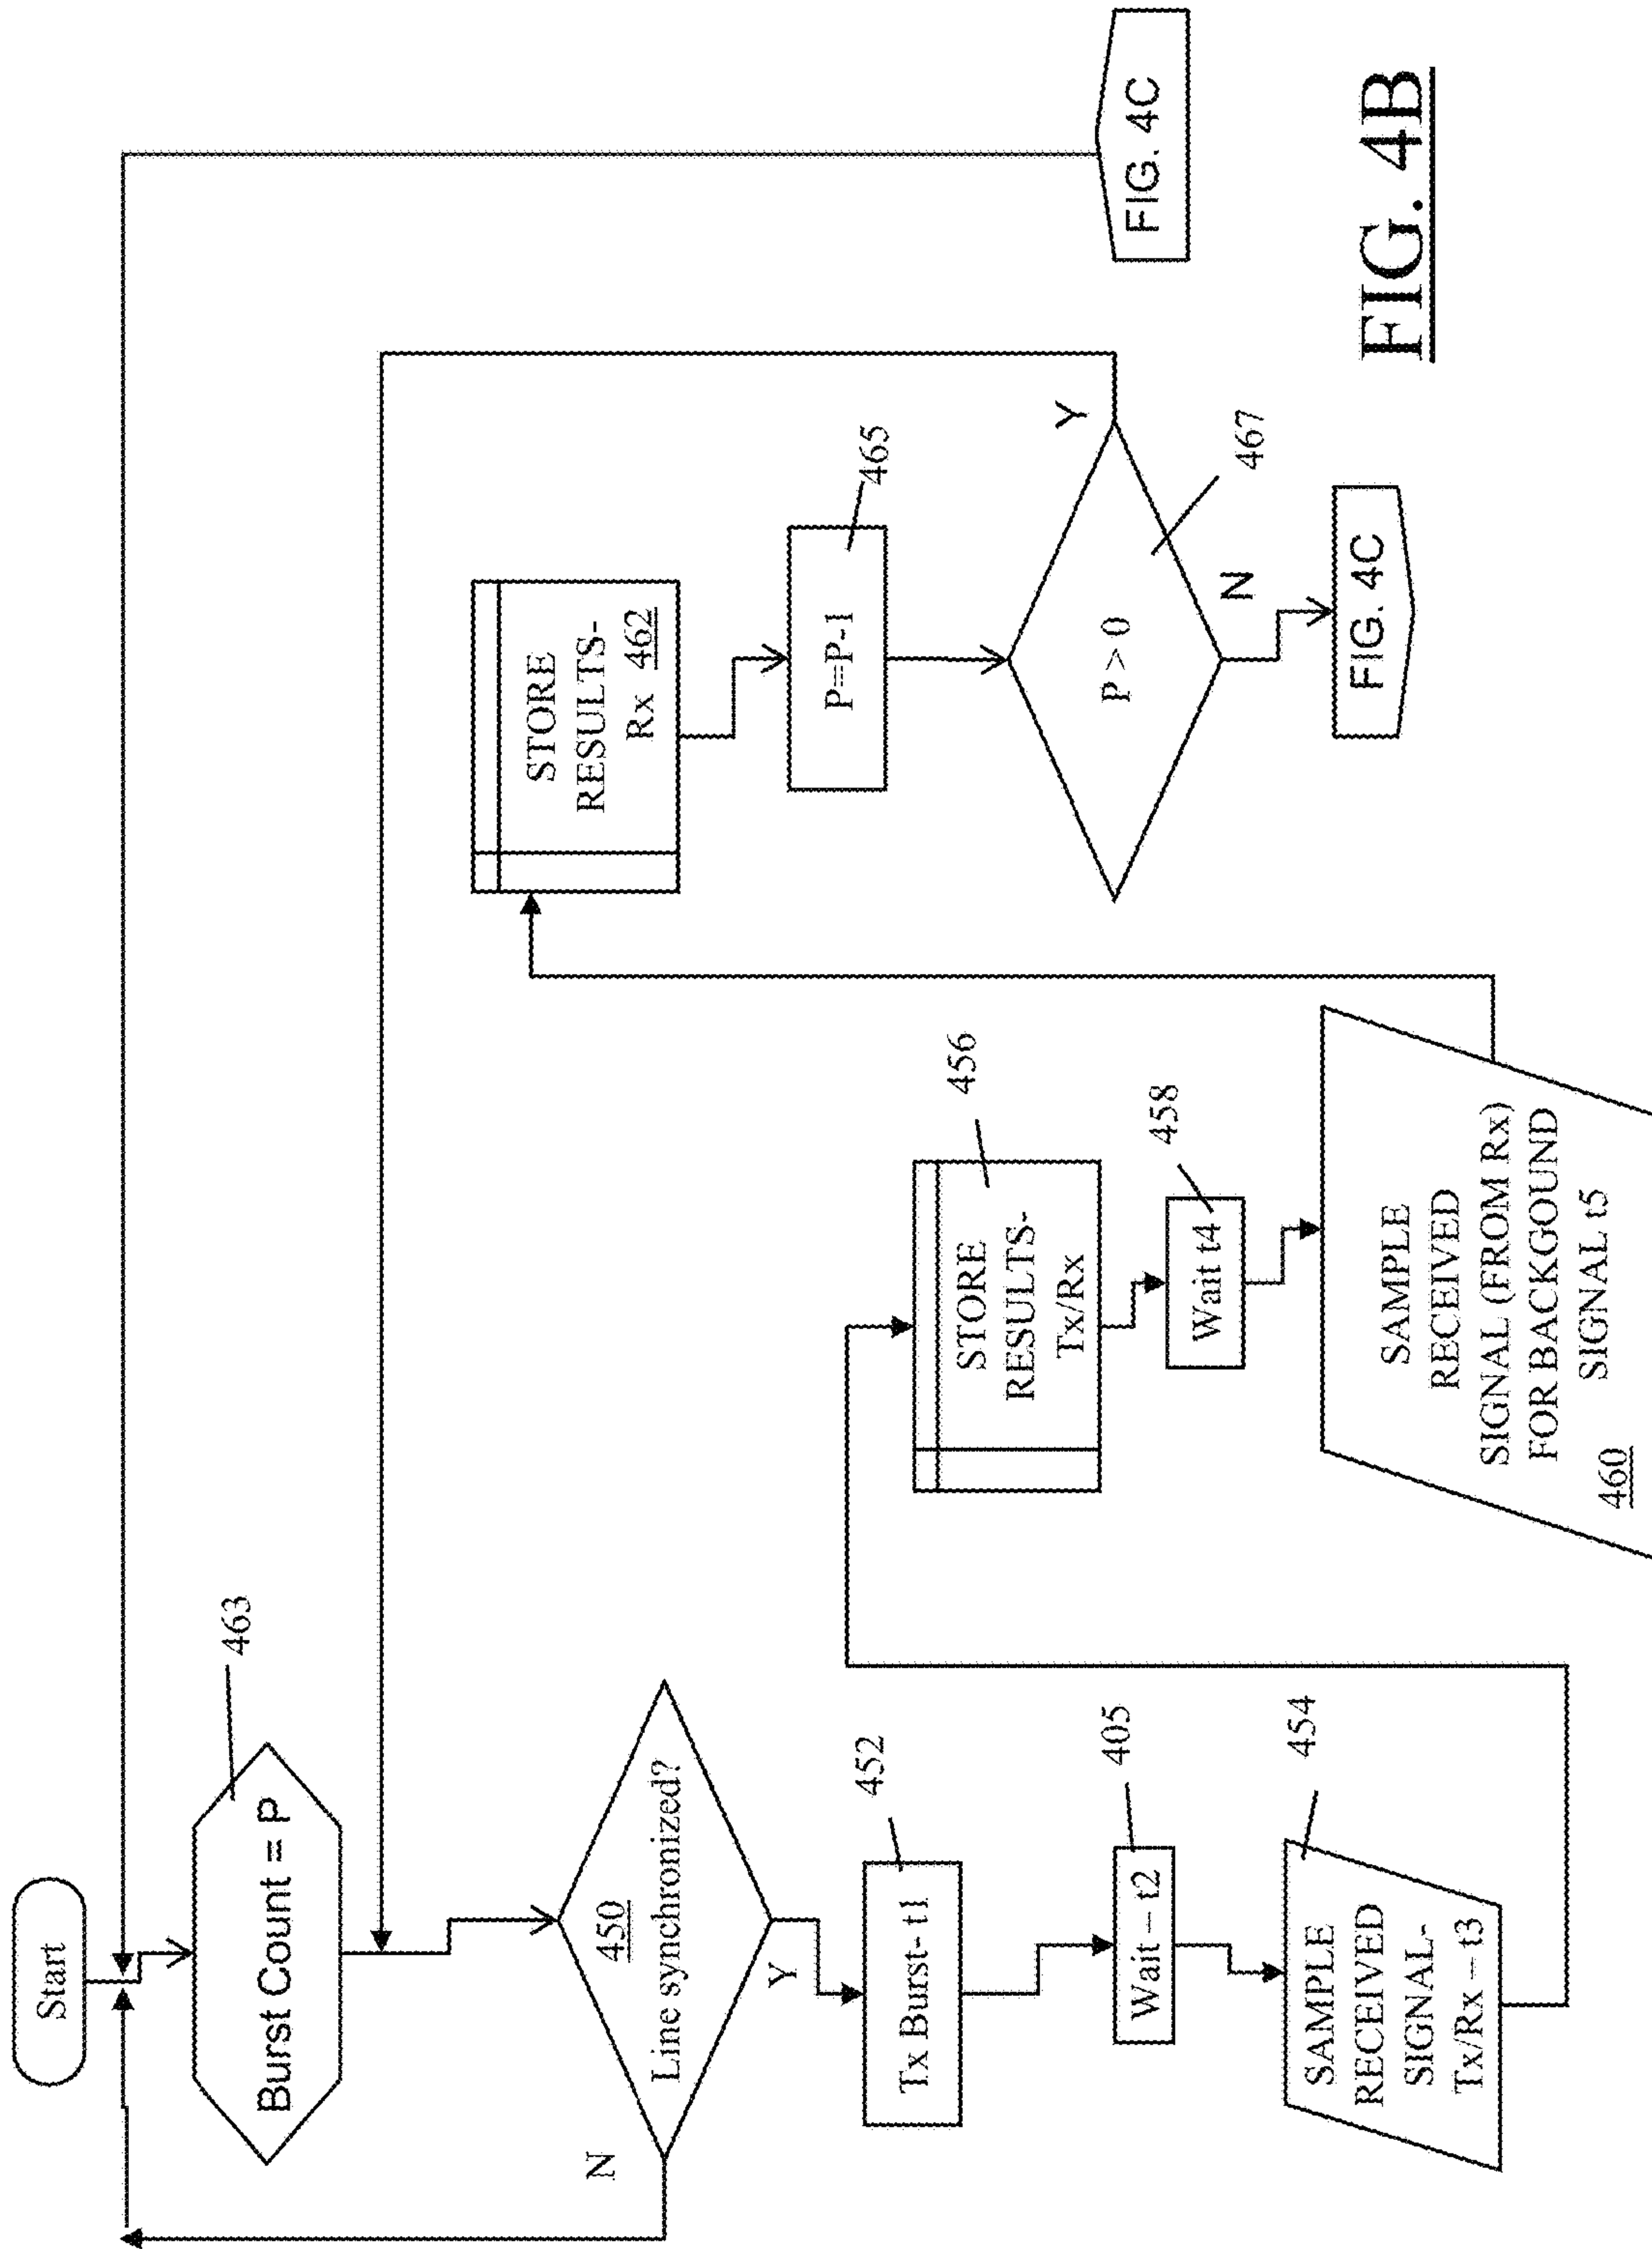 Start
Burst Count = P
463
450
Line synchronized?
N
Y
Tx Burst- t1
452
Wait – t2
405
SAMPLE
RECEIVED
SIGNAL-
Tx/Rx – t3
454
STORE
RESULTS-
Tx/Rx
456
Wait t4
458
SAMPLE
RECEIVED
SIGNAL (FROM Rx)
FOR BACKGOUND
SIGNAL t5
460
STORE
RESULTS-
Rx 462
P=P-1
465
P > 0
467
Y
N
FIG. 4C
FIG. 4C
FIG. 4B